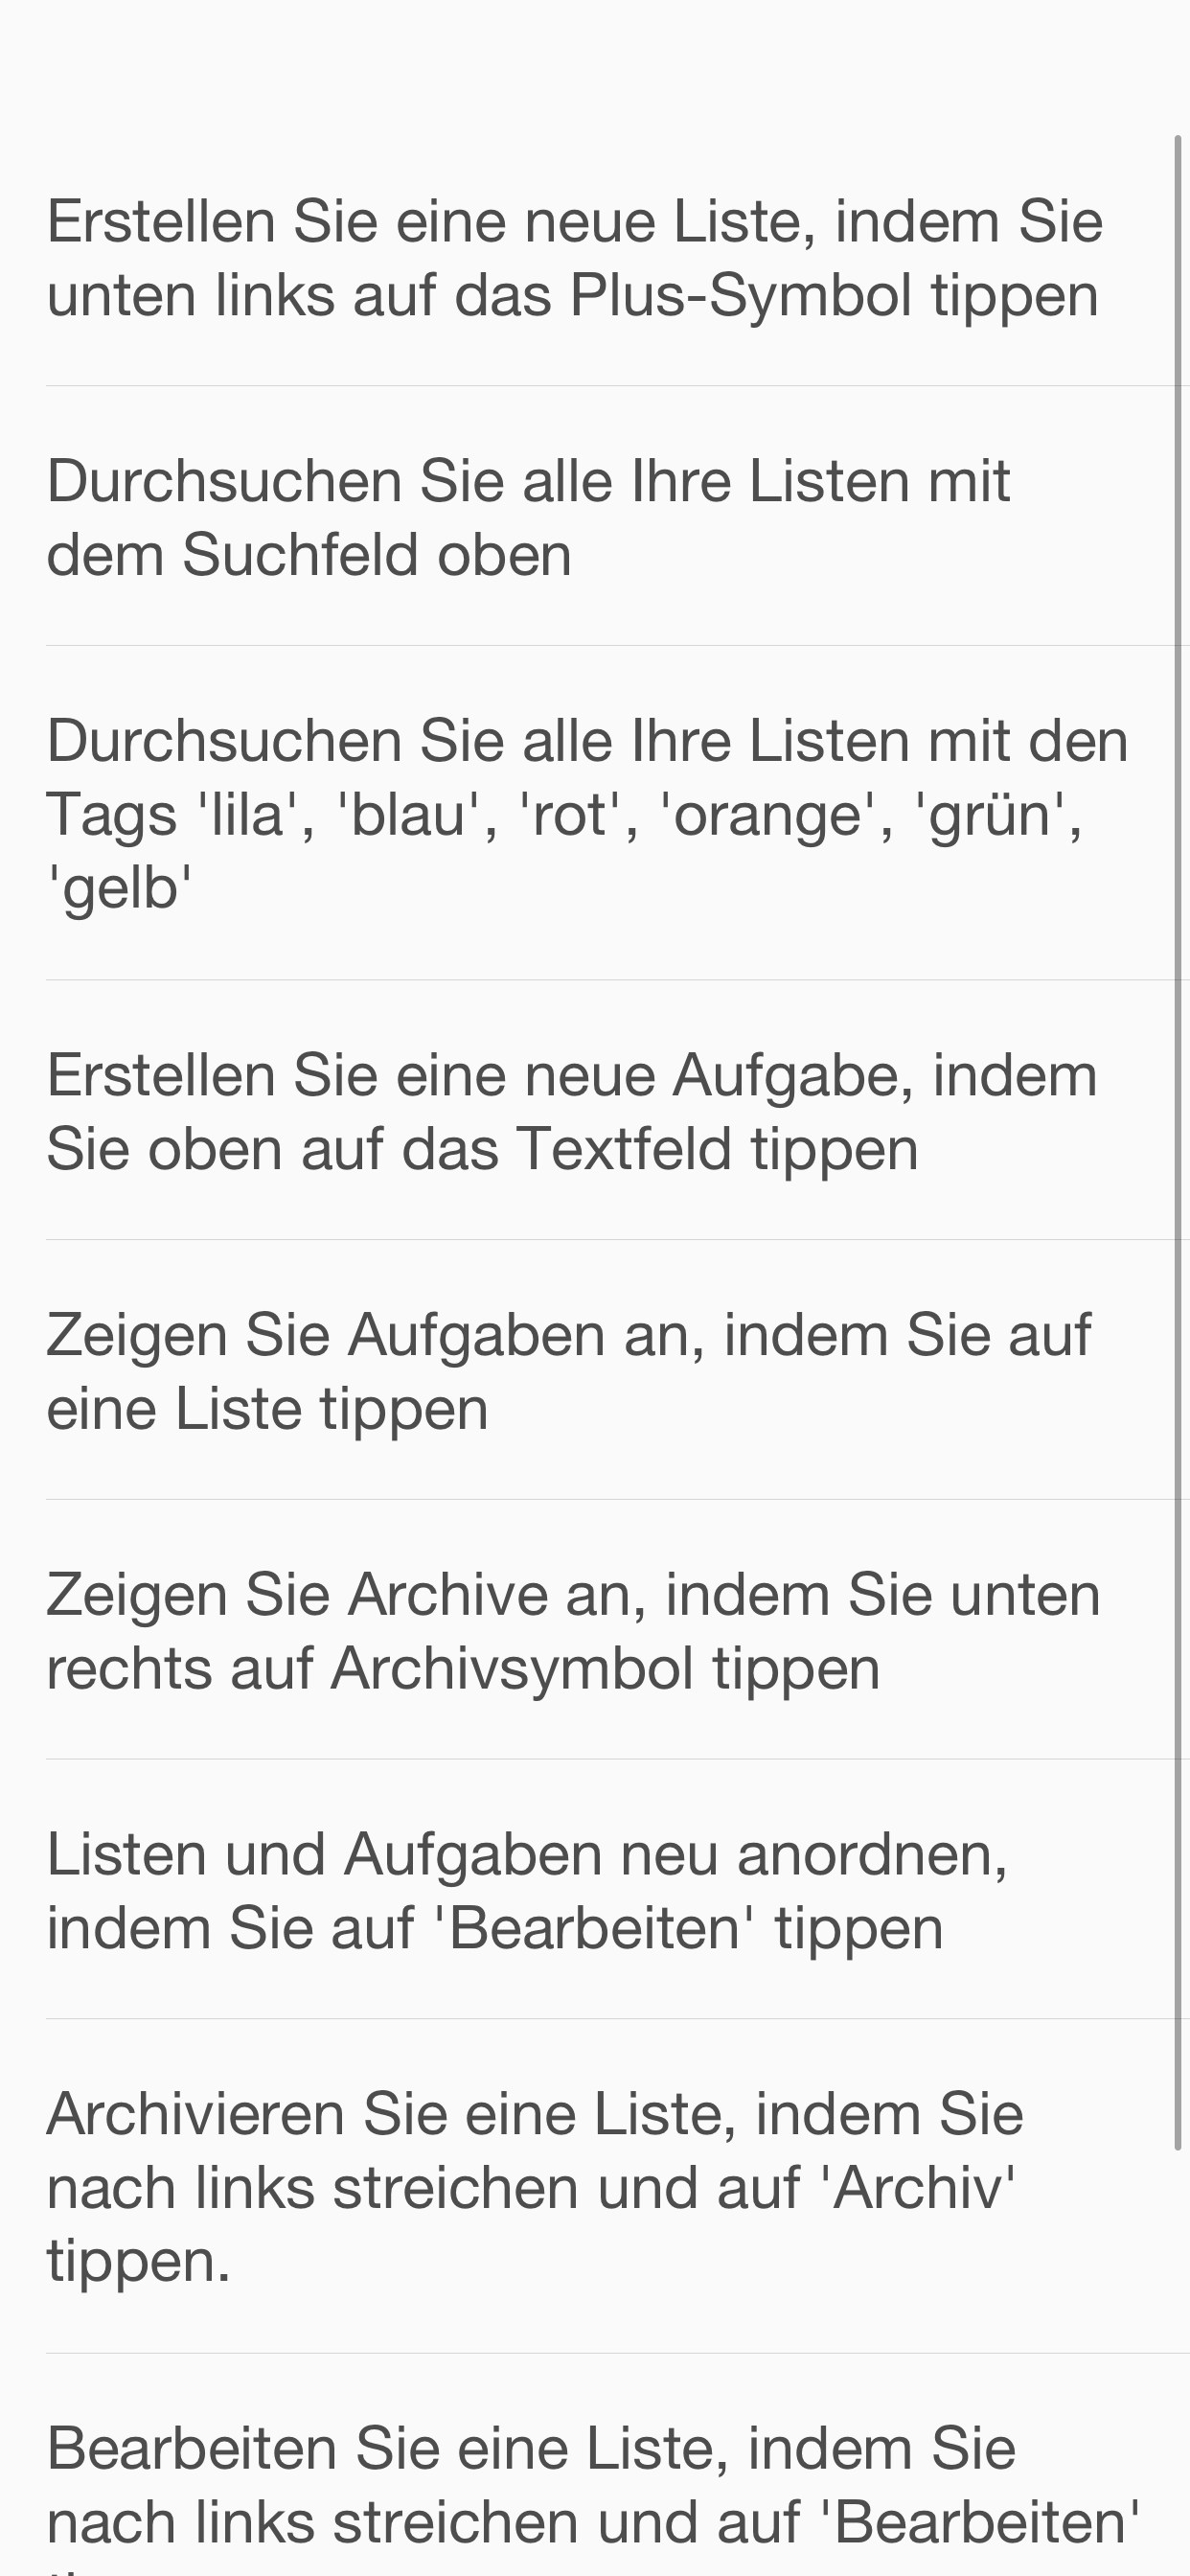 Erstellen Sie eine neue Liste, indem Sie
unten links auf das Plus-Symbol tippen
Durchsuchen Sie alle Ihre Listen mit
dem Suchfeld oben
Durchsuchen Sie alle Ihre Listen mit den
Tags 'lila', 'blau', 'rot', 'orange', 'grün',
'gelb'
Erstellen Sie eine neue Aufgabe, indem
Sie oben auf das Textfeld tippen
Zeigen Sie Aufgaben an, indem Sie auf
eine Liste tippen
Zeigen Sie Archive an, indem Sie unten
rechts auf Archivsymbol tippen
Listen und Aufgaben neu anordnen,
indem Sie auf 'Bearbeiten' tippen
Archivieren Sie eine Liste, indem Sie
nach links streichen und auf 'Archiv'
tippen.
Bearbeiten Sie eine Liste, indem Sie
nach links streichen und auf 'Bearbeiten'